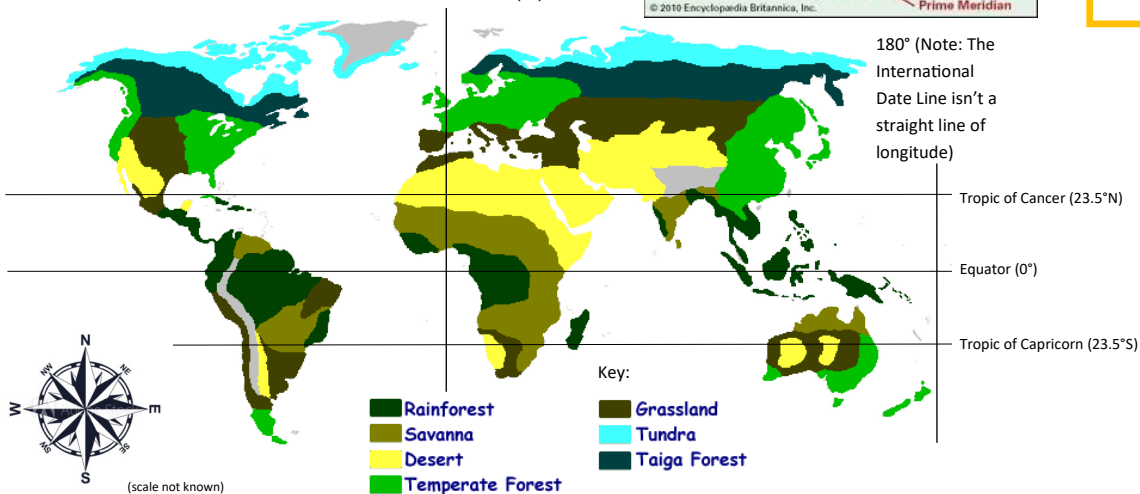 © 2010 Encyclopædia Britannica, Inc.
Prime Meridian
180° (Note: The
International
Date Line isn't a
straight line of
longitude)
Tropic of Cancer (23.5°N)
Equator (0°)
Tropic of Capricorn (23.5°S)
N
NE
E
SE
S
SW
W
NW
(scale not known)
Key:
Rainforest
Savanna
Desert
Temperate Forest
Grassland
Tundra
Taiga Forest